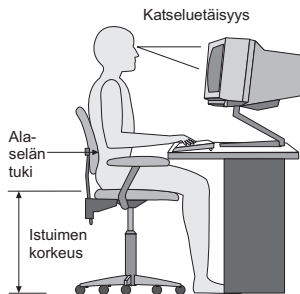 Katseluetäisyys
Ala-
selän
tuki
Istuimen
korkeus